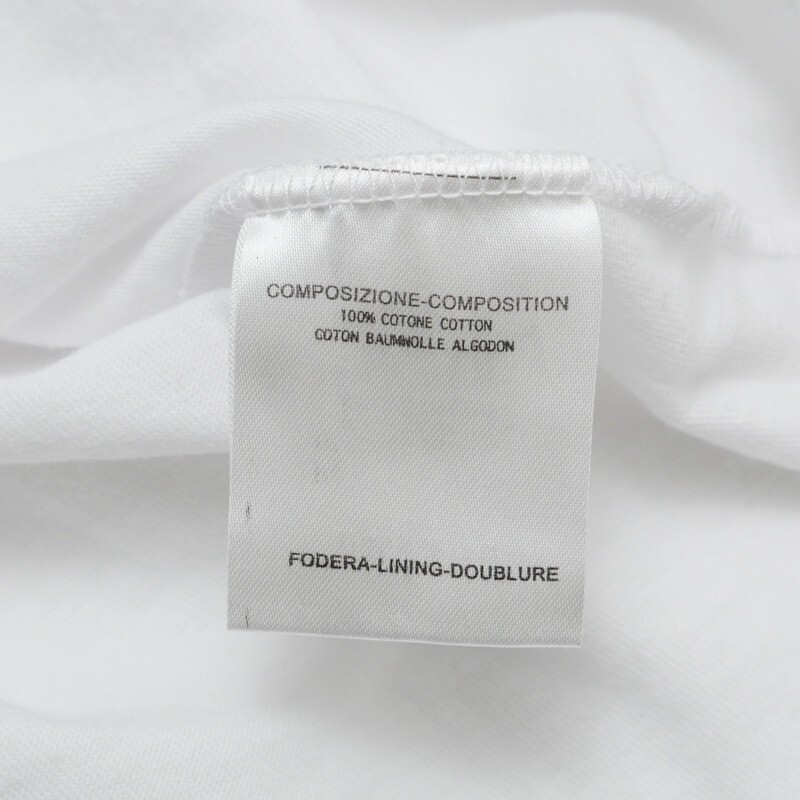 COMPOSIZIONE-COMPOSITION
100% COTONE COTTON
COTON BAUMWOLLE ALGODON
FODERA-LINING-DOUBLURE